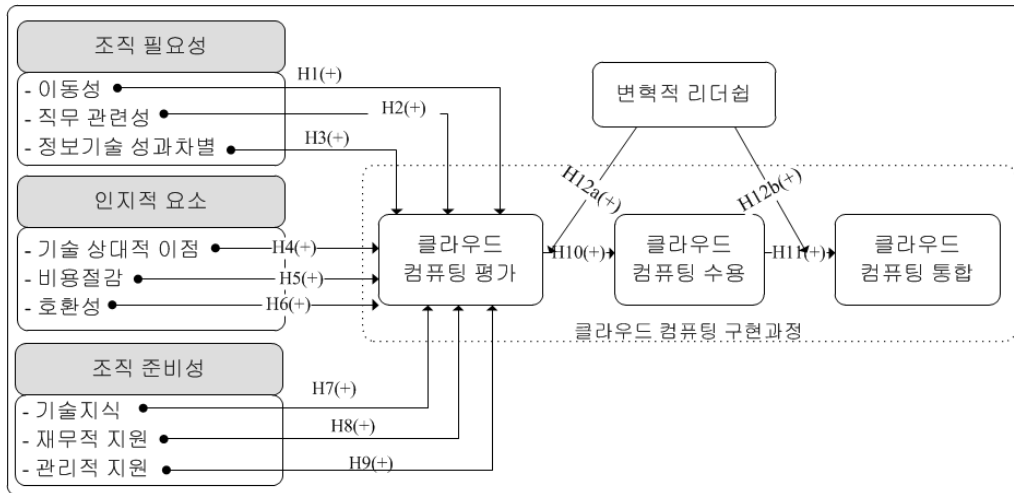 조직 필요성
- 이동성
- 직무 관련성
- 정보기술 성과차별
H1(+)
H2(+)
H3(+)
변혁적 리더쉽
H12a(+)
H12b(+)
인지적 요소
- 기술 상대적 이점
- 비용절감
- 호환성
H4(+)
H5(+)
H6(+)
클라우드
컴퓨팅 평가
H10(+)
클라우드
컴퓨팅 수용
H11(+)
클라우드
컴퓨팅 통합
클라우드 컴퓨팅 구현과정
조직 준비성
- 기술지식
- 재무적 지원
- 관리적 지원
H7(+)
H8(+)
H9(+)